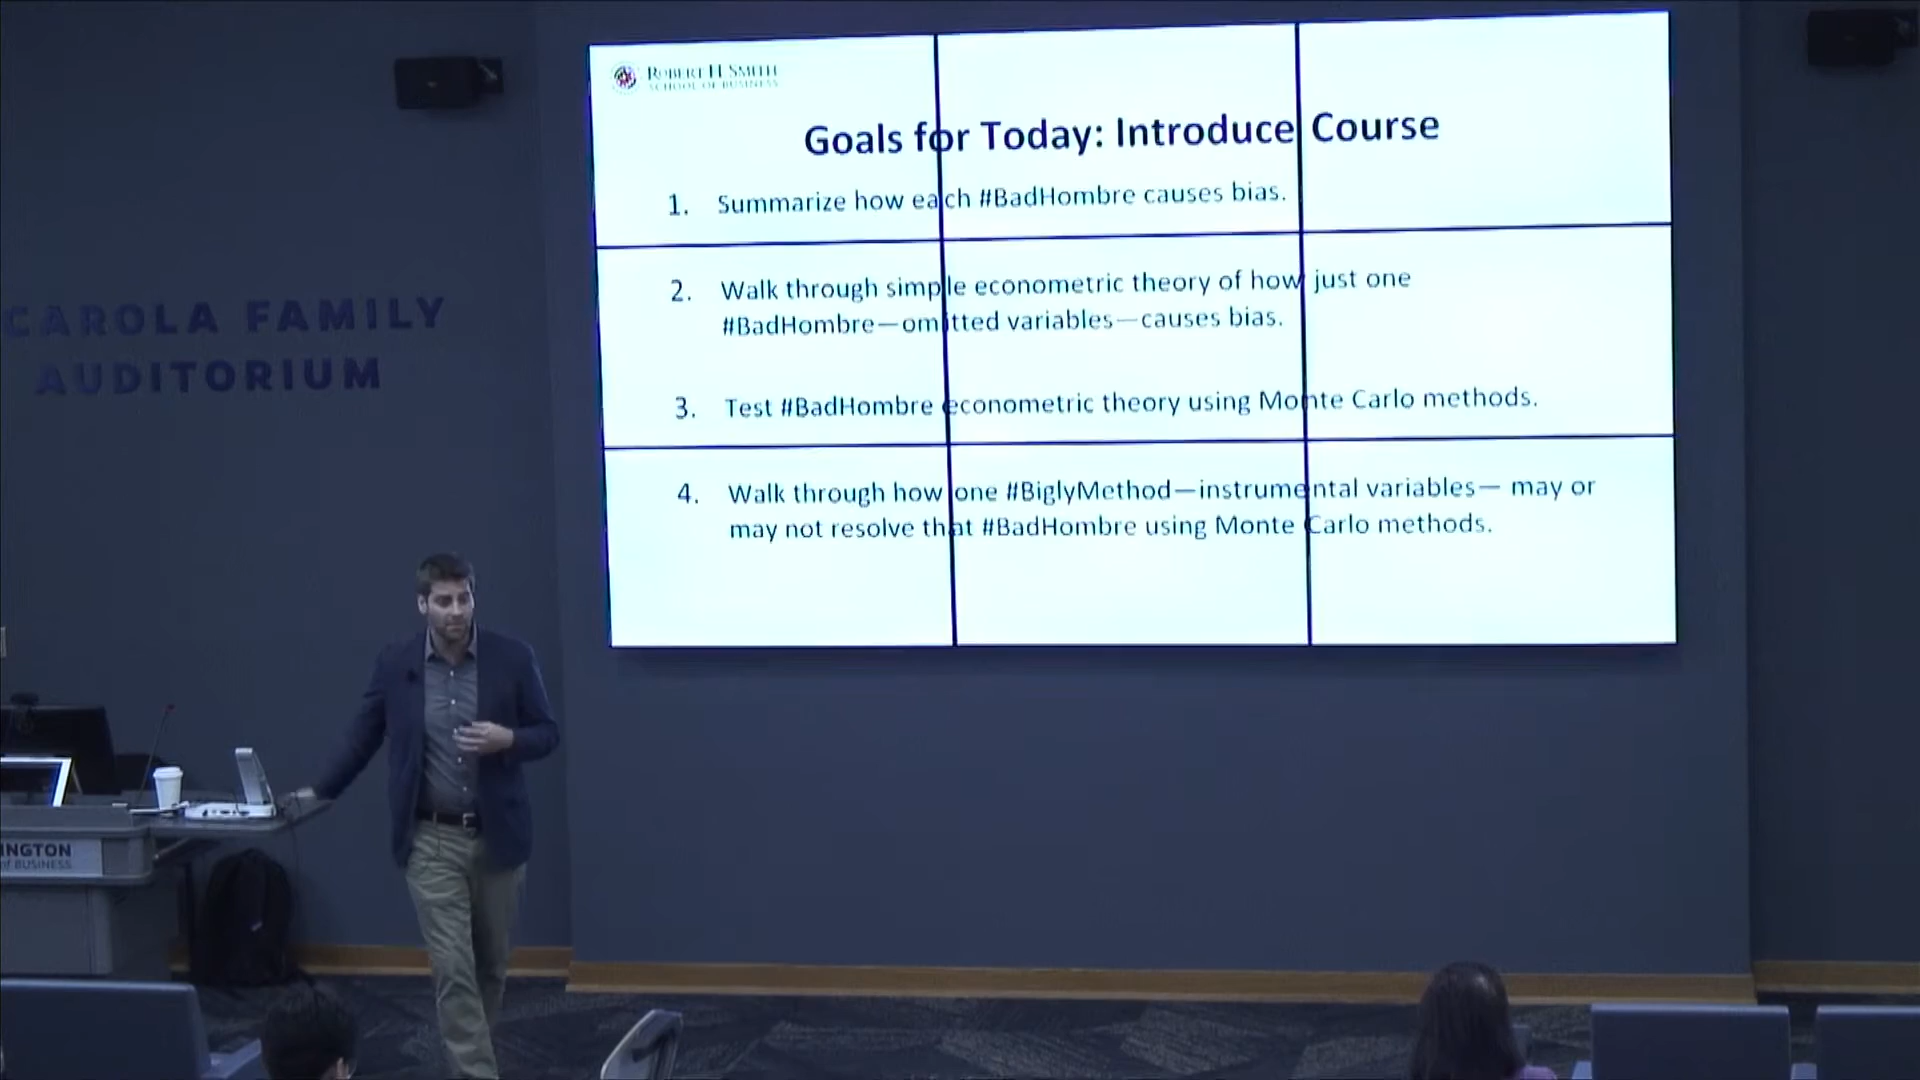 ROBERT H. SMITH
SCHOOL OF BUSINESS
Goals for Today: Introduce Course
1. Summarize how each #BadHombre causes bias.
2. Walk through simple econometric theory of how just one
#BadHombre—omitted variables—causes bias.
3. Test #BadHombre econometric theory using Monte Carlo methods.
4. Walk through how one #BiglyMethod—instrumental variables— may or
may not resolve that #BadHombre using Monte Carlo methods.
CAROLA FAMILY
AUDITORIUM
INGTON
of BUSINESS